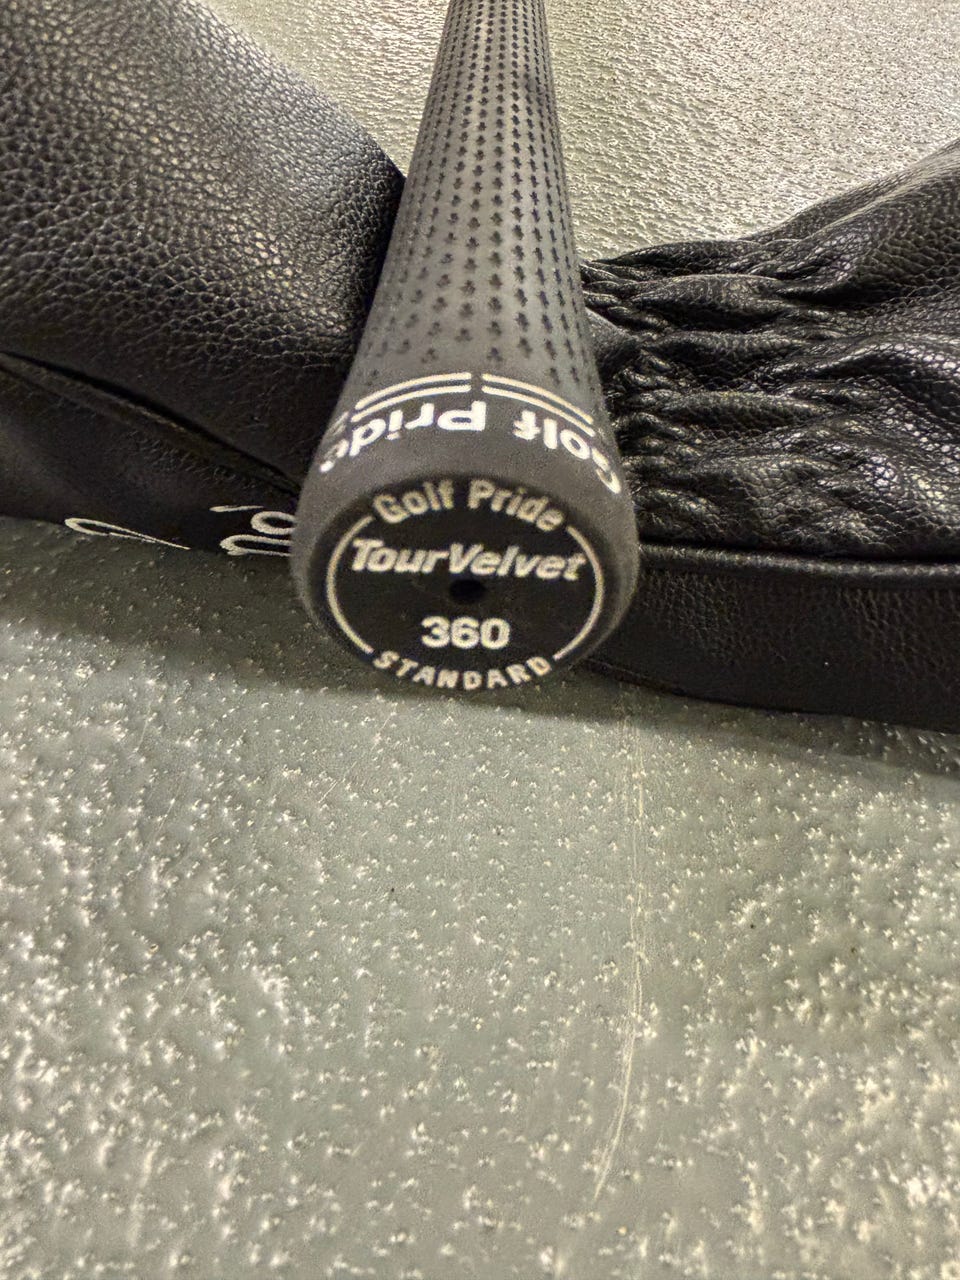 Golf Pride
Golf Pride
TourVelvet
360
STANDARD